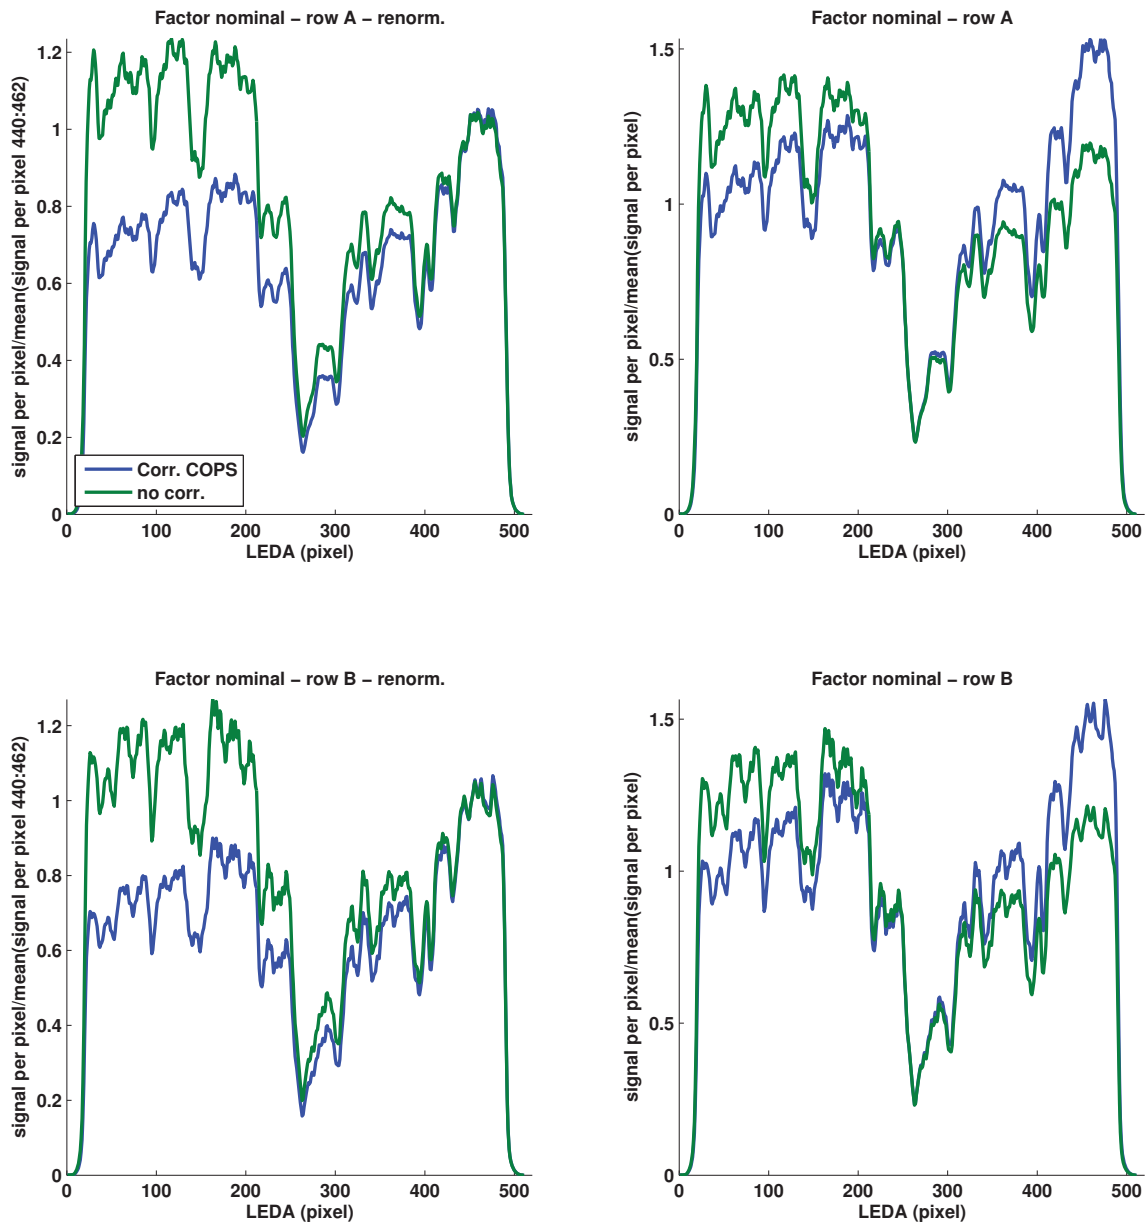 Factor nominal − row A − renorm.
signal per pixel/mean(signal per pixel 440:462)
1.2
1
0.8
0.6
0.4
0.2
0
Corr. COPS
no corr.
0 100 200 300 400 500
LEDA (pixel)
Factor nominal − row A
signal per pixel/mean(signal per pixel)
1.5
1
0.5
0
0 100 200 300 400 500
LEDA (pixel)
Factor nominal − row B − renorm.
signal per pixel/mean(signal per pixel 440:462)
1.2
1
0.8
0.6
0.4
0.2
0
0 100 200 300 400 500
LEDA (pixel)
Factor nominal − row B
signal per pixel/mean(signal per pixel)
1.5
1
0.5
0
0 100 200 300 400 500
LEDA (pixel)